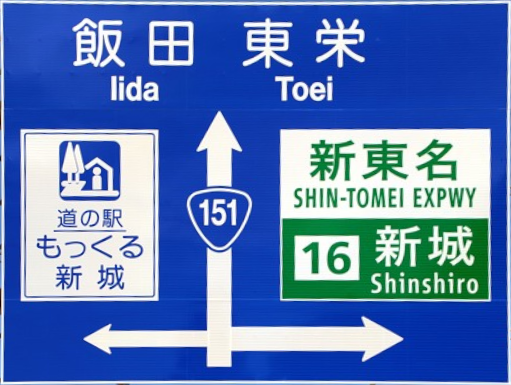 飯田 東栄
Iida Toei
道の駅
もっくる
新城
151
新東名
SHIN-TOMEI EXPWY
16 新城
Shinshiro